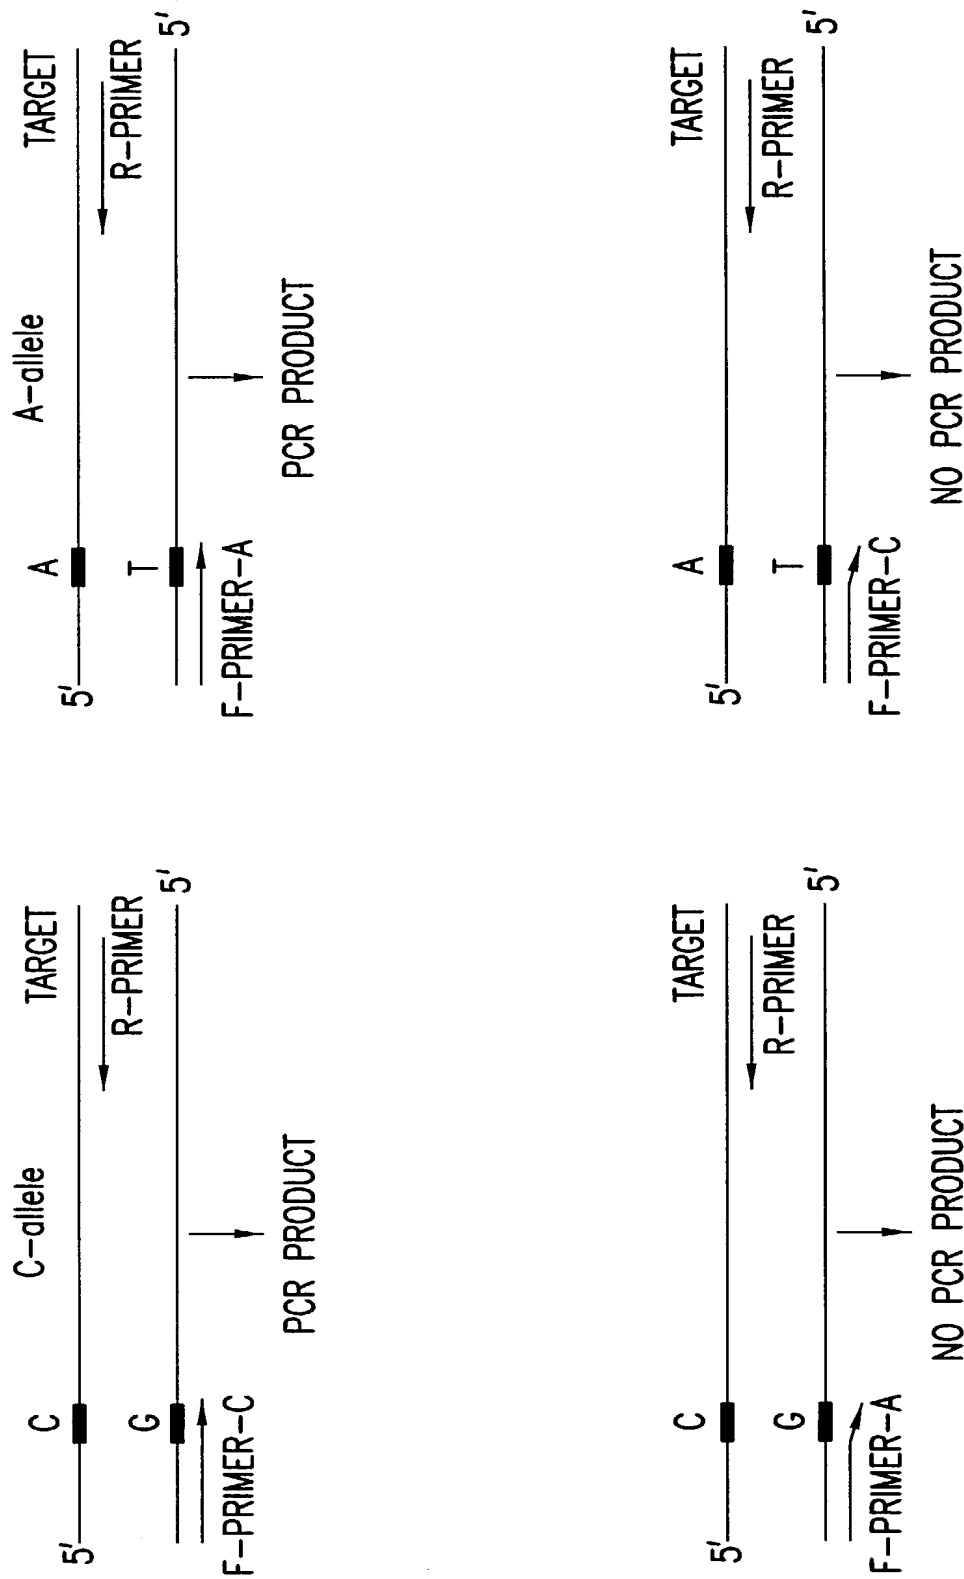 C-allele
TARGET
5'
C
R-PRIMER
G
5'
F-PRIMER-C
PCR PRODUCT
A-allele
TARGET
5'
A
R-PRIMER
T
5'
F-PRIMER-A
PCR PRODUCT
TARGET
5'
C
R-PRIMER
G
5'
F-PRIMER-A
NO PCR PRODUCT
TARGET
5'
A
R-PRIMER
T
5'
F-PRIMER-C
NO PCR PRODUCT